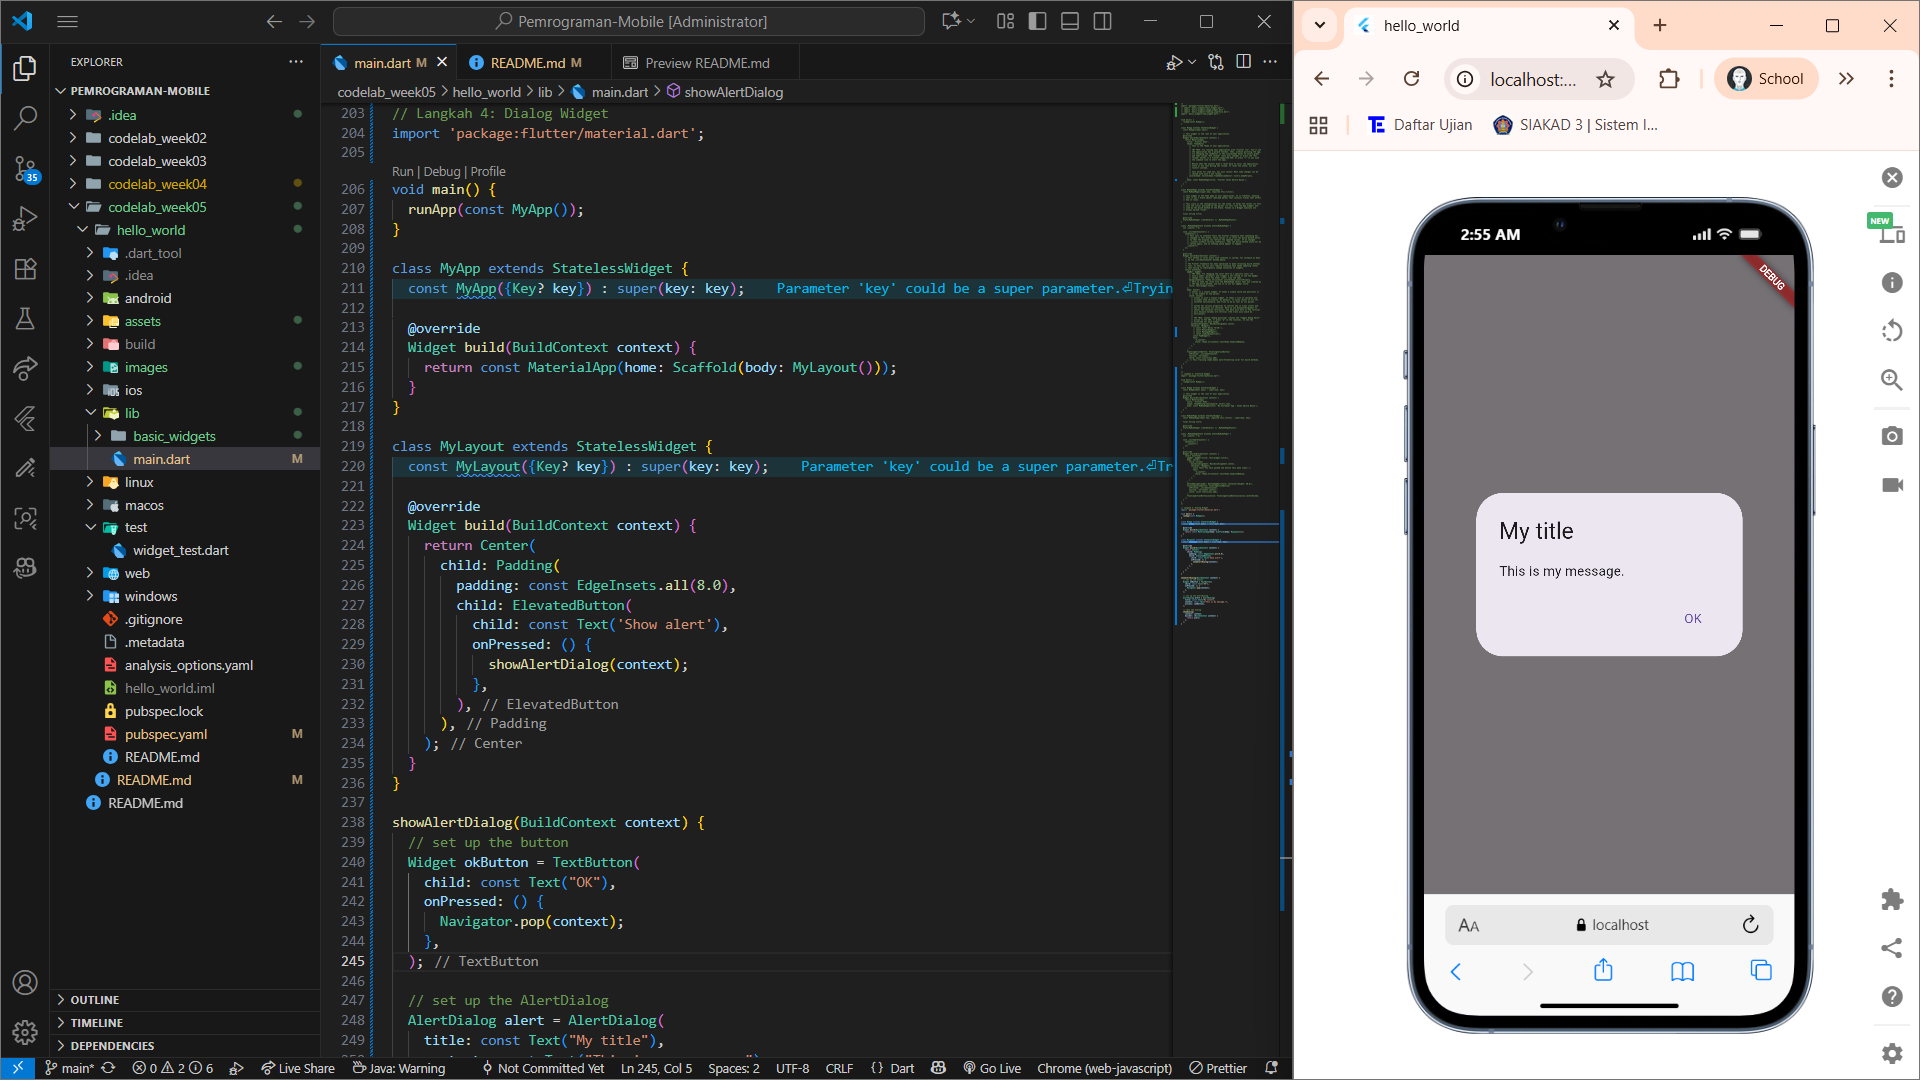 Pemrograman-Mobile [Administrator]
EXPLORER
PEMROGRAMAN-MOBILE
.idea
codelab_week02
codelab_week03
codelab_week04
codelab_week05
hello_world
.dart_tool
.idea
android
assets
build
images
ios
lib
basic_widgets
main.dart M
linux
macos
test
widget_test.dart
web
windows
.gitignore
.metadata
analysis_options.yaml
hello_world.iml
pubspec.lock
pubspec.yaml M
README.md
README.md M
README.md
OUTLINE
TIMELINE
DEPENDENCIES
35
main.dart M
README.md M
Preview README.md
codelab_week05 > hello_world > lib > main.dart > showAlertDialog
203 // Langkah 4: Dialog Widget
204 import 'package:flutter/material.dart';
205
Run | Debug | Profile
206 void main() {
207 runApp(const MyApp());
208 }
209
210 class MyApp extends StatelessWidget {
211 const MyApp({Key? key}) : super(key: key); Parameter 'key' could be a super parameter.⏎Tryin
212
213 @override
214 Widget build(BuildContext context) {
215 return const MaterialApp(home: Scaffold(body: MyLayout()));
216 }
217 }
218
219 class MyLayout extends StatelessWidget {
220 const MyLayout({Key? key}) : super(key: key); Parameter 'key' could be a super parameter.⏎Tr
221
222 @override
223 Widget build(BuildContext context) {
224 return Center(
225 child: Padding(
226 padding: const EdgeInsets.all(8.0),
227 child: ElevatedButton(
228 child: const Text('Show alert'),
229 onPressed: () {
230 showAlertDialog(context);
231 },
232 ), // ElevatedButton
233 ), // Padding
234 ); // Center
235 }
236 }
237
238 showAlertDialog(BuildContext context) {
239 // set up the button
240 Widget okButton = TextButton(
241 child: const Text("OK"),
242 onPressed: () {
243 Navigator.pop(context);
244 },
245 ); // TextButton
246
247 // set up the AlertDialog
248 AlertDialog alert = AlertDialog(
249 title: const Text("My title"),
main* 0 2 6 Live Share Java: Warning Not Committed Yet Ln 245, Col 5 Spaces: 2 UTF-8 CRLF {} Dart Go Live Chrome (web-javascript) Prettier
hello_world
localhost:...
School
Daftar Ujian
SIAKAD 3 | Sistem I...
NEW
2:55 AM
DEBUG
My title
This is my message.
OK
AA localhost